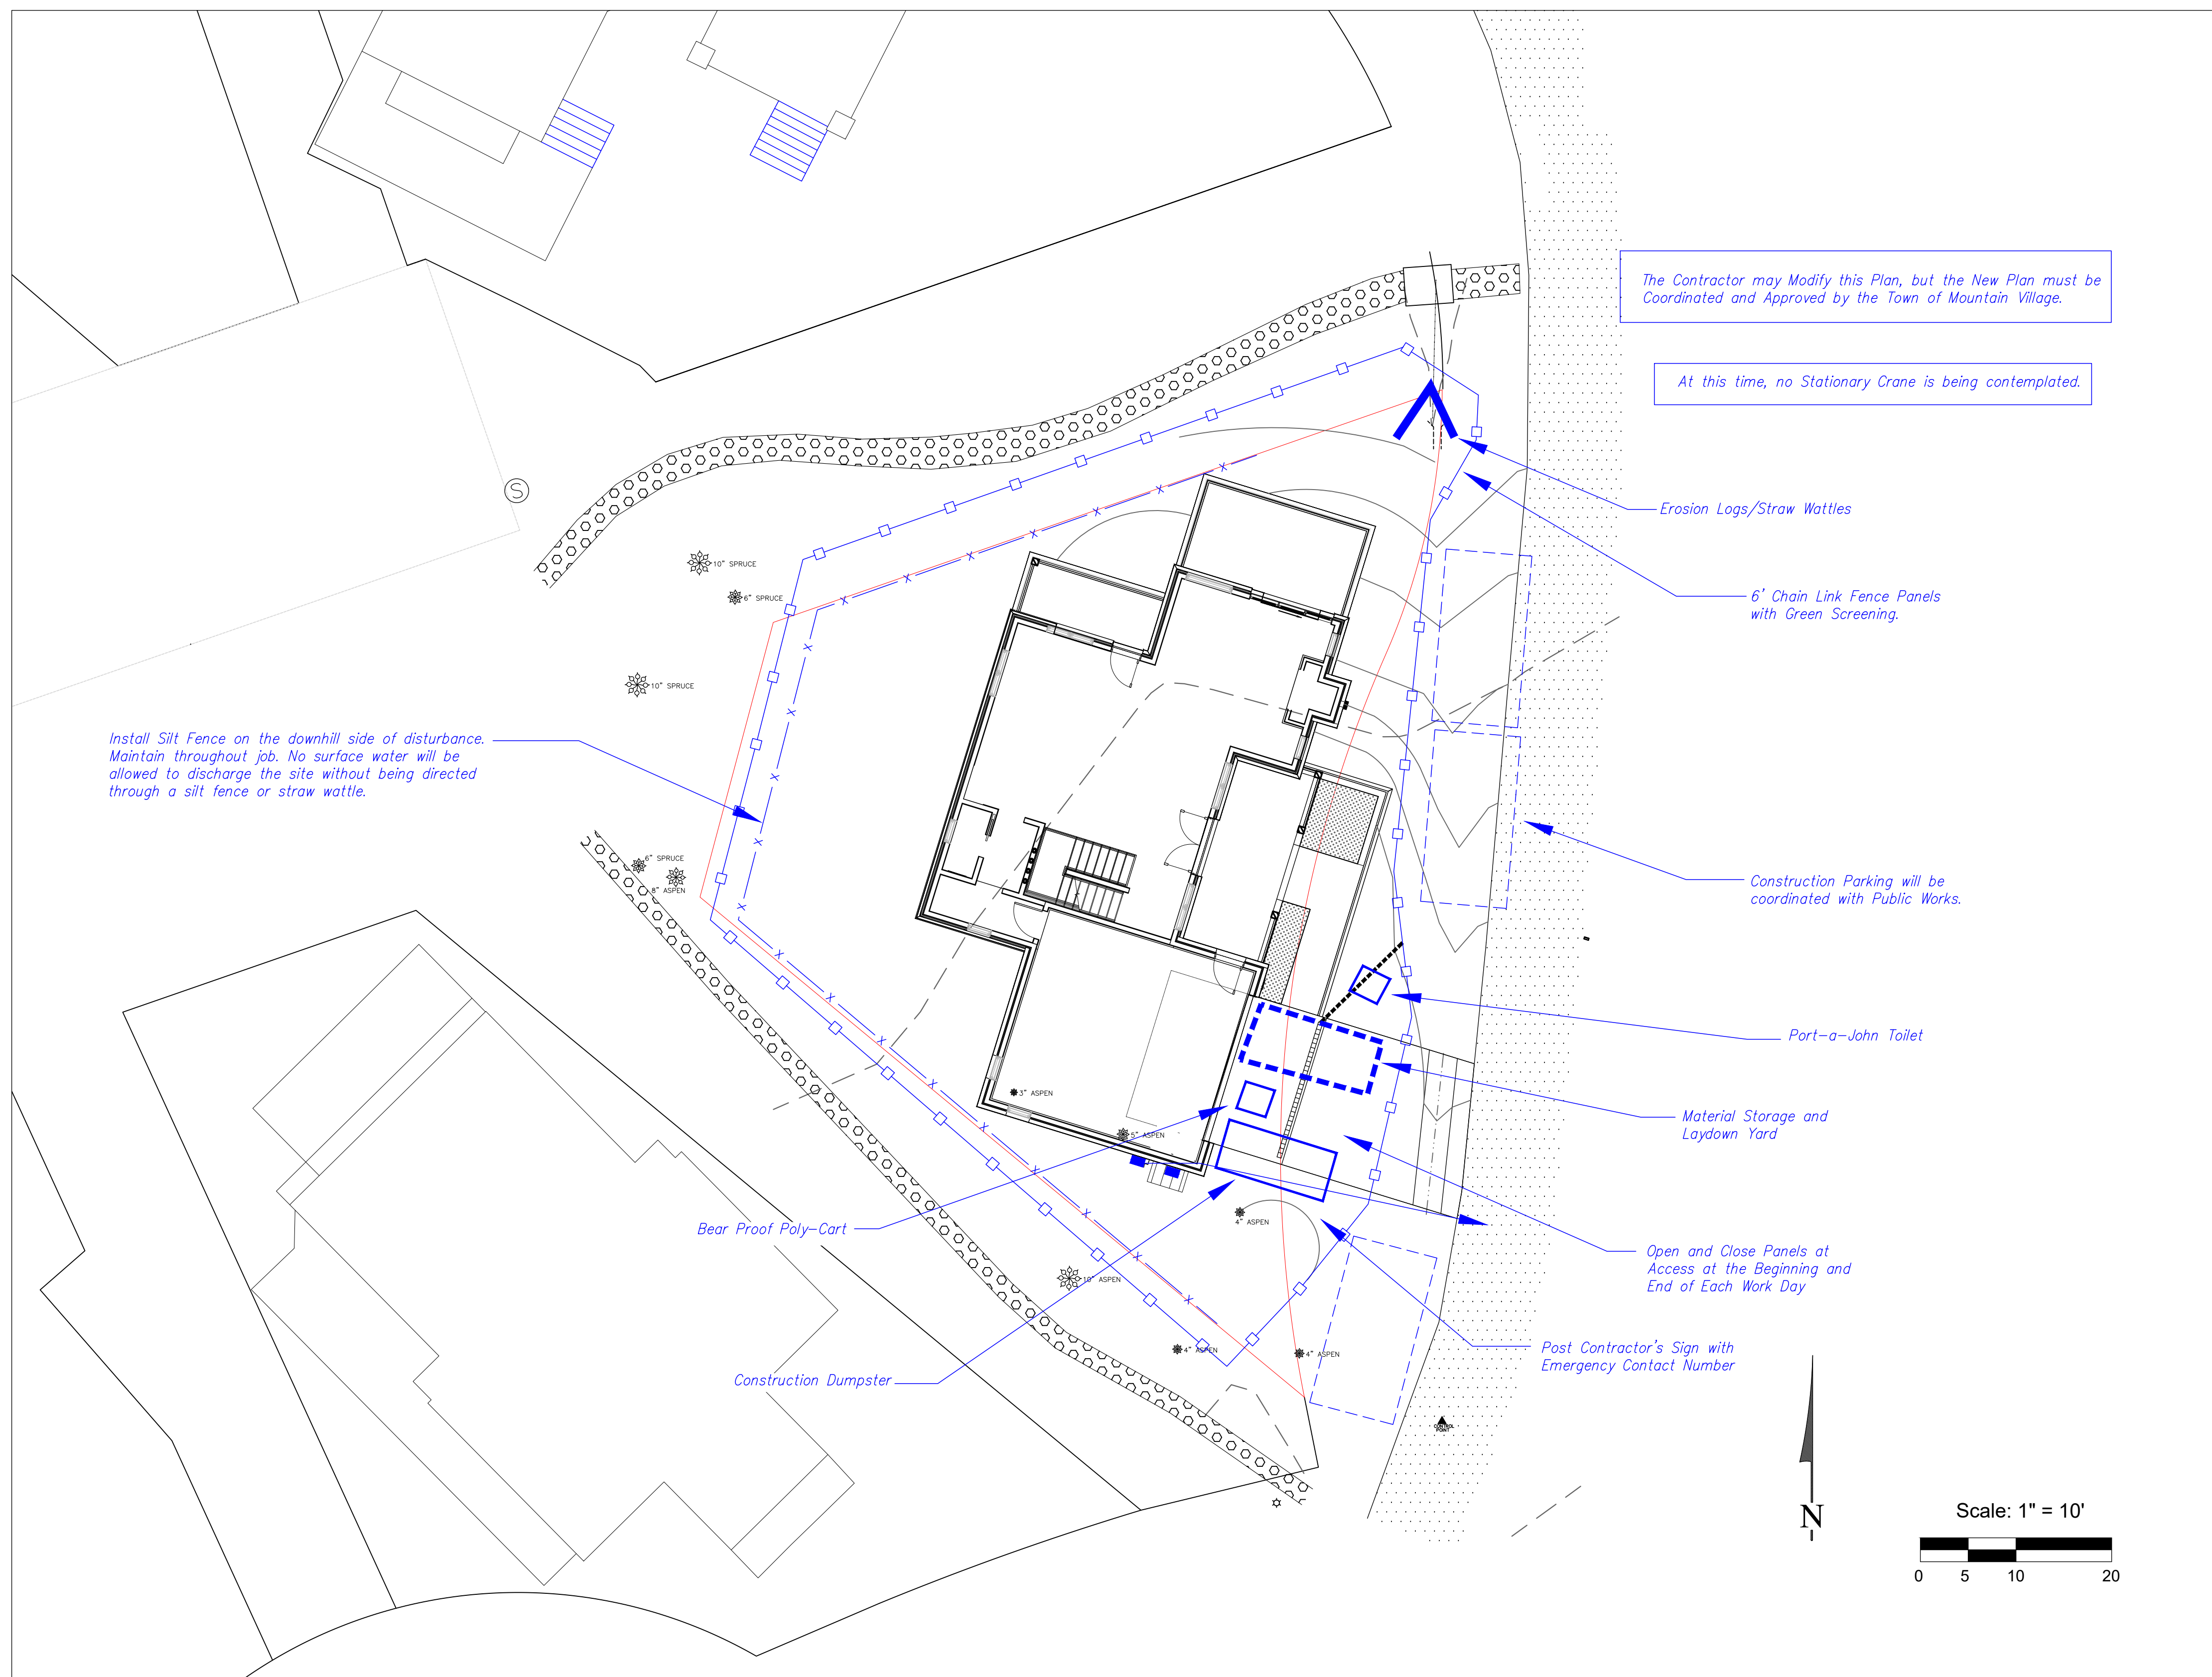 The Contractor may Modify this Plan, but the New Plan must be
Coordinated and Approved by the Town of Mountain Village.
At this time, no Stationary Crane is being contemplated.
S
Erosion Logs/Straw Wattles
10" SPRUCE
6" SPRUCE
6' Chain Link Fence Panels
with Green Screening.
10" SPRUCE
Install Silt Fence on the downhill side of disturbance.
Maintain throughout job. No surface water will be
allowed to discharge the site without being directed
through a silt fence or straw wattle.
6" SPRUCE
8" ASPEN
Construction Parking will be
coordinated with Public Works.
Port-a-John Toilet
3" ASPEN
Material Storage and
Laydown Yard
5" ASPEN
Bear Proof Poly-Cart
4" ASPEN
Open and Close Panels at
Access at the Beginning and
End of Each Work Day
10" ASPEN
4" ASPEN
4" ASPEN
Post Contractor's Sign with
Emergency Contact Number
Construction Dumpster
CONTROL
POINT
N
Scale: 1" = 10'
0 5 10 20